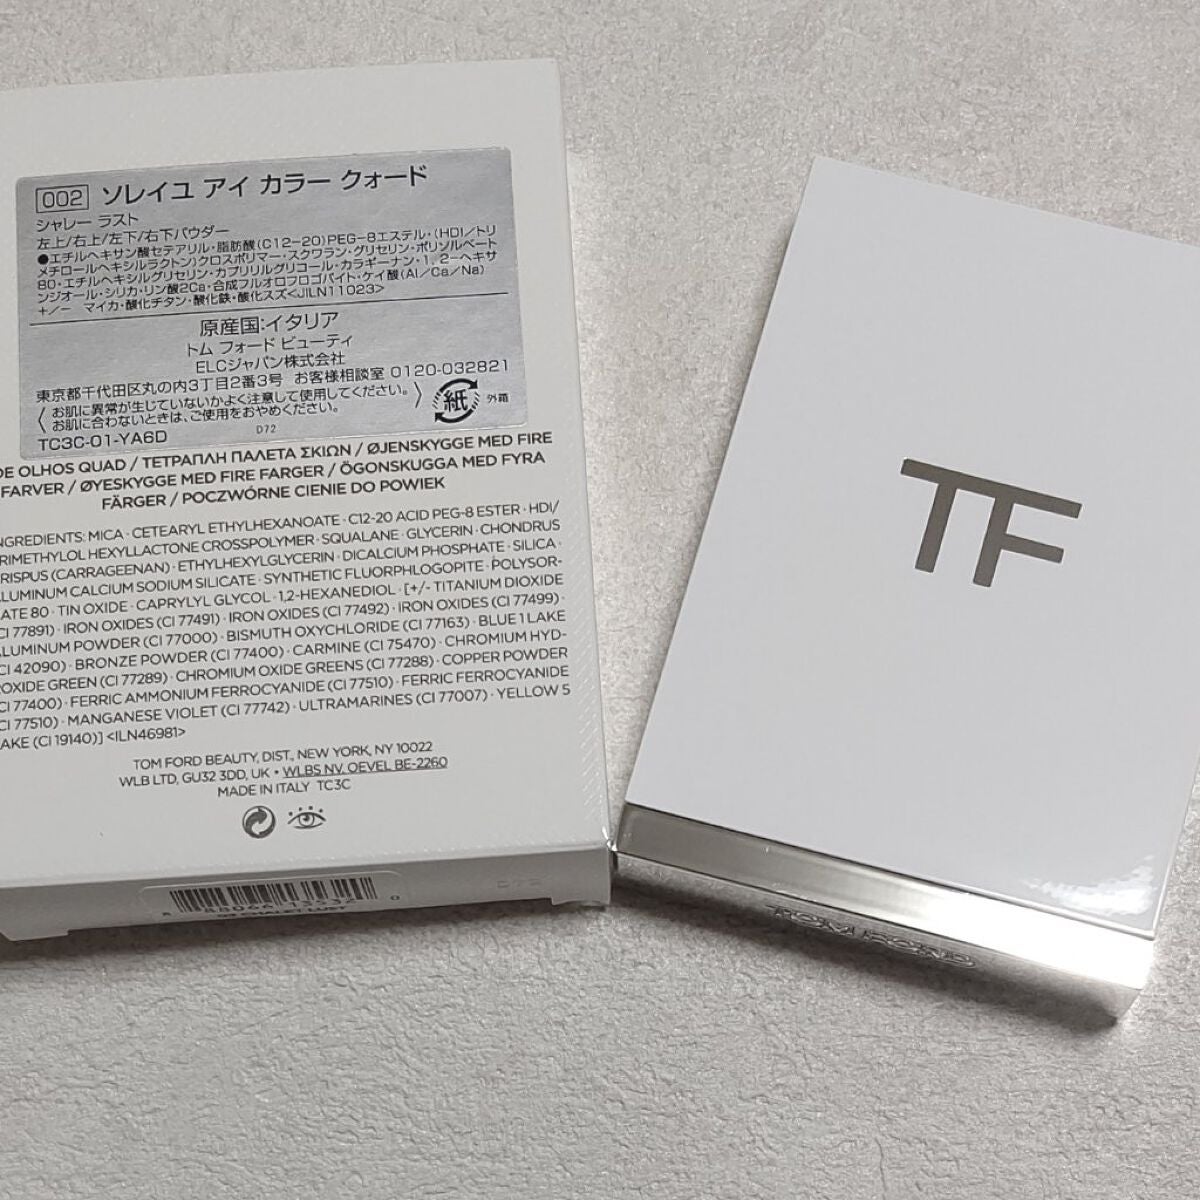 002 ソレイユ アイ カラー クォード
シャレー ラスト
左上/右上/左下/右下パウダー
●エチルヘキサン酸セテアリル・脂肪酸(C12-20)PEG-8エステル・(HDI/トリ
メチロールヘキシルラクトン)クロスポリマー・スクワラン・グリセリン・ポリソルベート
80・エチルヘキシルグリセリン・カプリリルグリコール・カラギーナン・1,2-ヘキサ
ンジオール・シリカ・リン酸2Ca・合成フルオロフロゴパイト・ケイ酸(Al/Ca/Na)
+/- マイカ・酸化チタン・酸化鉄・酸化スズ<JILN11023>
原産国:イタリア
トム フォード ビューティ
ELCジャパン株式会社
東京都千代田区丸の内3丁目2番3号 お客様相談室 0120-032821
〈お肌に異常が生じていないかよく注意して使用してください。
お肌に合わないときは、ご使用をおやめください。〉
紙 外箱
TC3C-01-YA6D D72
DE OLHOS QUAD / ΤΕΤΡΑΠΛΗ ΠΑΛΕΤΑ ΣΚΙΩΝ / ØJENSKYGGE MED FIRE
FARVER / ØYESKYGGE MED FIRE FARGER / ÖGONSKUGGA MED FYRA
FÄRGER / POCZWÓRNE CIENIE DO POWIEK
NGREDIENTS: MICA · CETEARYL ETHYLHEXANOATE · C12-20 ACID PEG-8 ESTER · HDI/
RIMETHYLOL HEXYLLACTONE CROSSPOLYMER · SQUALANE · GLYCERIN · CHONDRUS
RISPUS (CARRAGEENAN) · ETHYLHEXYLGLYCERIN · DICALCIUM PHOSPHATE · SILICA ·
LUMINUM CALCIUM SODIUM SILICATE · SYNTHETIC FLUORPHLOGOPITE · POLYSOR-
ATE 80 · TIN OXIDE · CAPRYLYL GLYCOL · 1,2-HEXANEDIOL · [+/- TITANIUM DIOXIDE
CI 77891) · IRON OXIDES (CI 77491) · IRON OXIDES (CI 77492) · IRON OXIDES (CI 77499) ·
ALUMINUM POWDER (CI 77000) · BISMUTH OXYCHLORIDE (CI 77163) · BLUE 1 LAKE
CI 42090) · BRONZE POWDER (CI 77400) · CARMINE (CI 75470) · CHROMIUM HYD-
ROXIDE GREEN (CI 77289) · CHROMIUM OXIDE GREENS (CI 77288) · COPPER POWDER
CI 77400) · FERRIC AMMONIUM FERROCYANIDE (CI 77510) · FERRIC FERROCYANIDE
CI 77510) · MANGANESE VIOLET (CI 77742) · ULTRAMARINES (CI 77007) · YELLOW 5
AKE (CI 19140)] <ILN46981>
TOM FORD BEAUTY, DIST., NEW YORK, NY 10022
WLB LTD, GU32 3DD, UK • WLBS NV. OEVEL BE-2260
MADE IN ITALY TC3C
D72
CHALET LUST
TF
TOM FORD